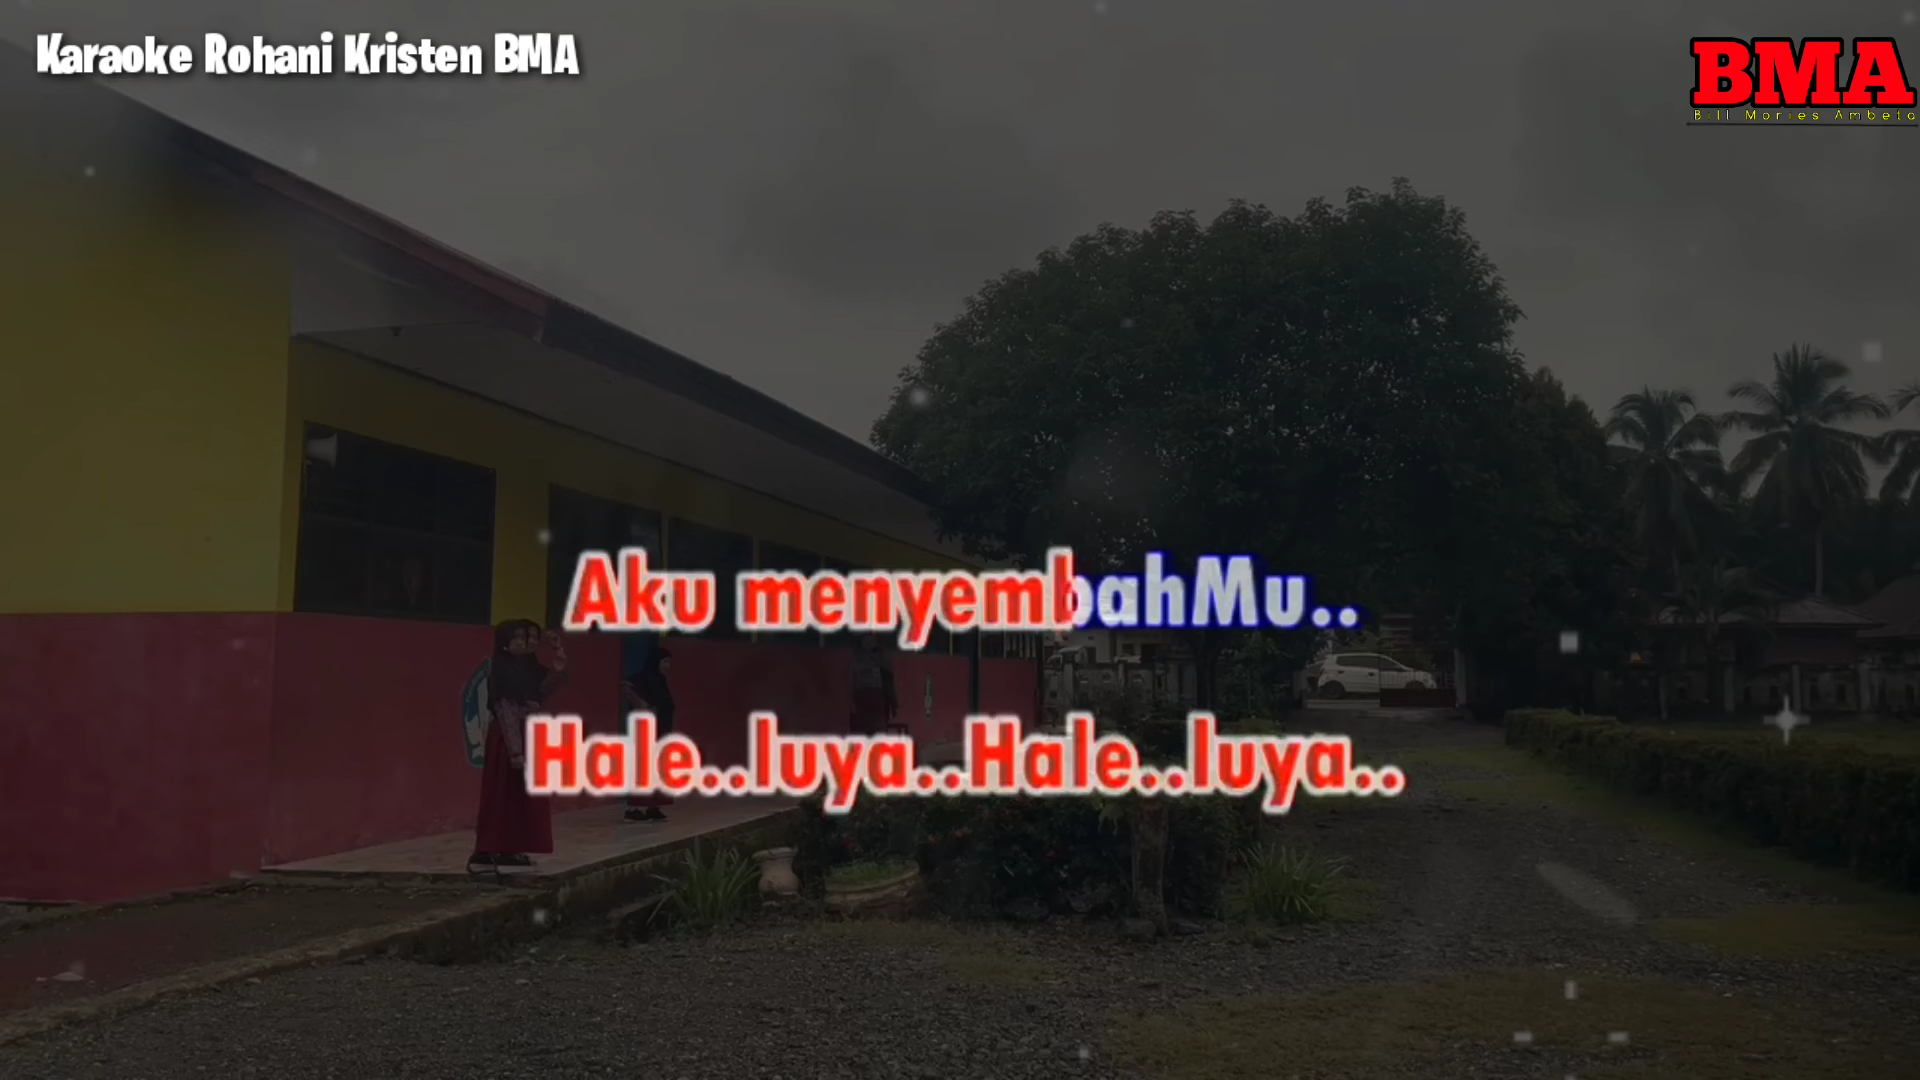 Karaoke Rohani Kristen BMA
BMA
Bill Mories Ambeta
Aku menyembahMu..
Hale..luya..Hale..luya..